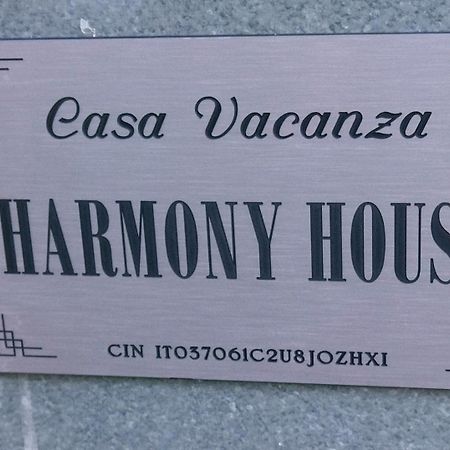 Casa Vacanza
HARMONY HOUS
CIN IT037061C2U8JOZHXI